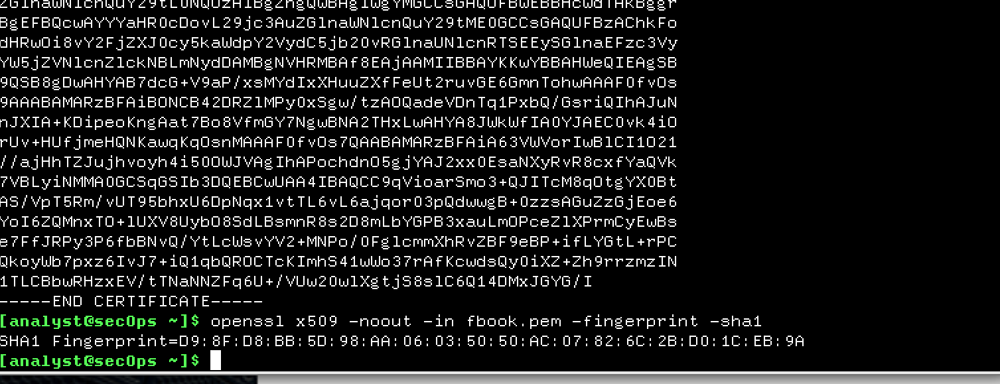 ZGlnaWNlcnQuY29tL0NQUzAIBgZngQwBAgIwgYMGCCsGAQUFBwEBBHcwdTAkBggr
BgEFBQcwAYYYaHR0cDovL29jc3AuZGlnaWNlcnQuY29tME0GCCsGAQUFBzAChkFo
dHRwOi8vY2FjZXJ0cy5kaWdpY2VydC5jb20vRGlnaUNlcnRTSEEySGlnaEFzc3Vy
YW5jZVNlcnZlckNBLmNydDAMBgNVHRMBAf8EAjAAMIIBBAYKKwYBBAHWeQIEAgSB
9QSB8gDwAHYAB7dcG+V9aP/xsMYdIxXHuuZXfFeUt2ruvGE6GmnTohwAAAF0fvOs
9AAABAMARzBFAiBONCB42DRZlMPy0xSgw/tzAOQadeVDnTq1PxbQ/GsriQIhAJuN
nJXIA+KDipeoKngAat7Bo8VfmGY7NgwBNA2THxLwAHYA8JWkWfIA0YJAEC0vk4iO
rUv+HUfjmeHQNKawqKqOsnMAAAF0fvOs7QAABAMARzBFAiA63VWVorIwBlCI1O21
//ajHhTZJujhvoyh4i5OOWJVAgIhAPochdnO5gjYAJ2xx0EsaNXyRvR8cxfYaQVk
7VBLyiNMMA0GCSqGSIb3DQEBCwUAA4IBAQCC9qVioarSmo3+QJITcM8qOtgYX0Bt
AS/VpT5Rm/vUT95bhxU6DpNqx1vtTL6vL6ajqor03pQdwwgB+0zzsAGuZzGjEoe6
YoI6ZQMnxTO+lUXV8UybO8SdLBsmnR8s2D8mLbYGPB3xauLmOPceZlXPrmCyEwBs
e7FfJRPy3P6fbBNvQ/YtLcWsvYV2+MNPo/0FglcmmXhRvZBF9eBP+ifLYGtL+rPC
QkoyWb7pxz6IvJ7+iQ1qbQROCTcKImhS41wWo37rAfKcwdsQy0iXZ+Zh9rrzmzIN
1TLCBbwRHzxEV/tTNaNNZFq6U+/VUw20wlXgtjS8slC6Q14DMxJGYG/I
-----END CERTIFICATE-----
[analyst@secOps ~]$ openssl x509 -noout -in fbook.pem -fingerprint -sha1
SHA1 Fingerprint=D9:8F:D8:BB:5D:98:AA:06:03:50:50:AC:07:82:6C:2B:D0:1C:EB:9A
[analyst@secOps ~]$